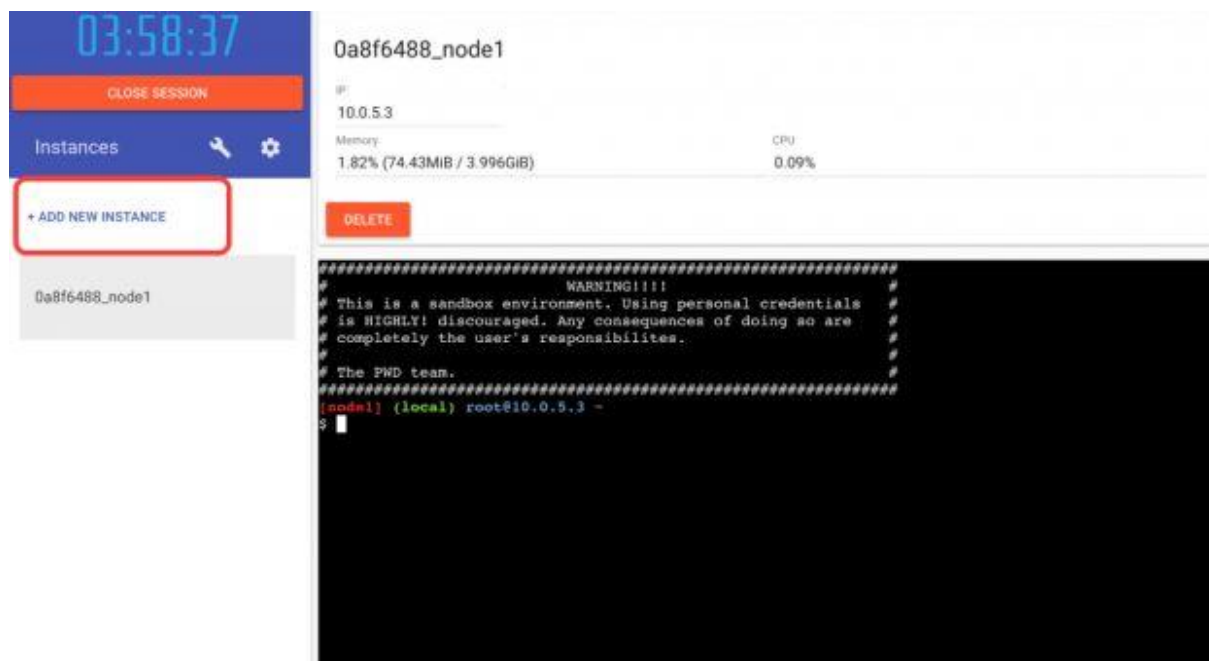 03:58:37
CLOSE SESSION
Instances
+ ADD NEW INSTANCE
0a8f6488_node1
0a8f6488_node1
IP
10.0.5.3
Memory
1.82% (74.43MiB / 3.996GiB)
CPU
0.09%
DELETE
###############################################################
# WARNING!!!! #
# This is a sandbox environment. Using personal credentials #
# is HIGHLY! discouraged. Any consequences of doing so are #
# completely the user's responsibilites. #
# #
# The PWD team. #
###############################################################
[node1] (local) root@10.0.5.3 ~
$